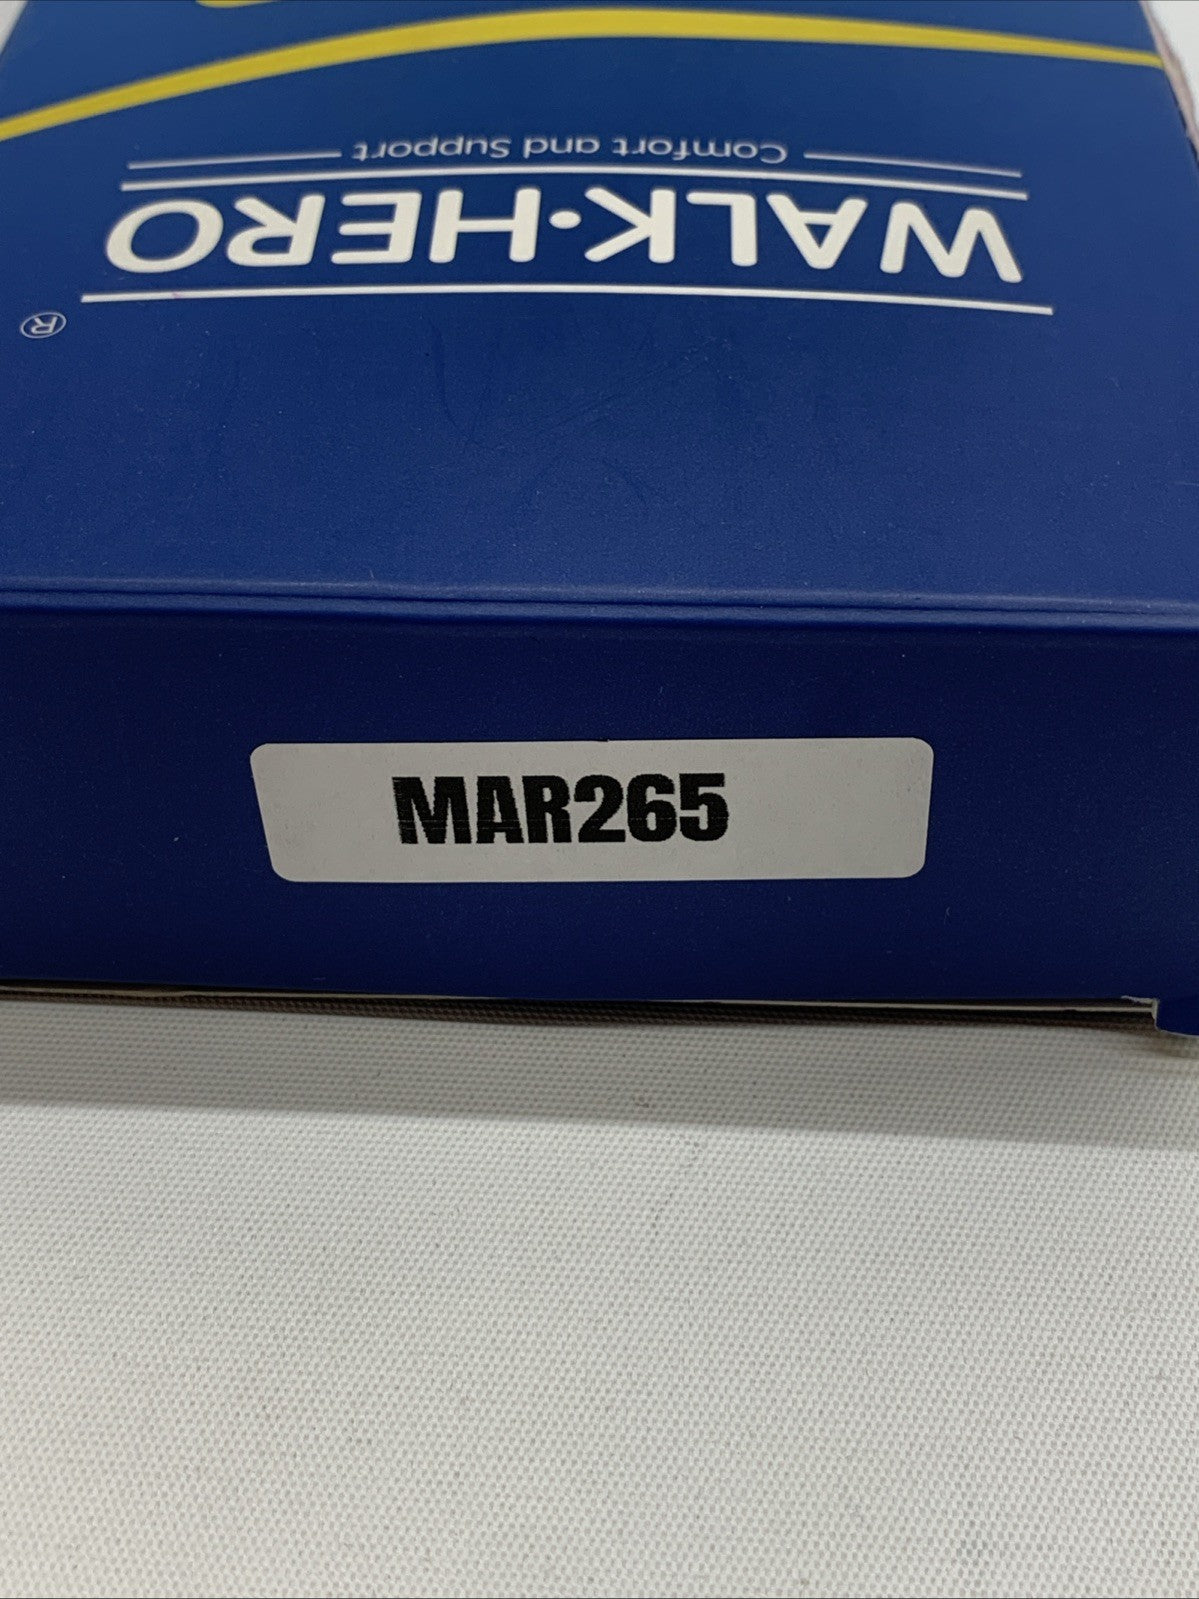 WALK·HERO
Comfort and Support
®
MAR265